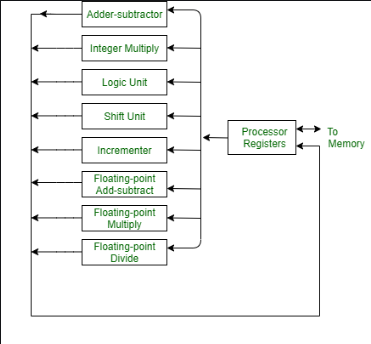 Adder-subtractor
Integer Multiply
Logic Unit
Shift Unit
Incrementer
Floating-point
Add-subtract
Floating-point
Multiply
Floating-point
Divide
Processor
Registers
To
Memory